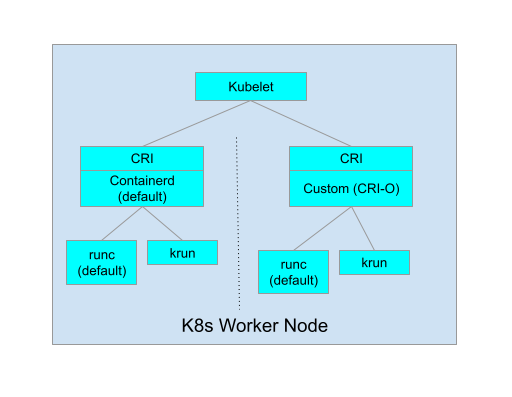 Kubelet
CRI
Containerd
(default)
CRI
Custom (CRI-O)
runc
(default)
krun
runc
(default)
krun
K8s Worker Node